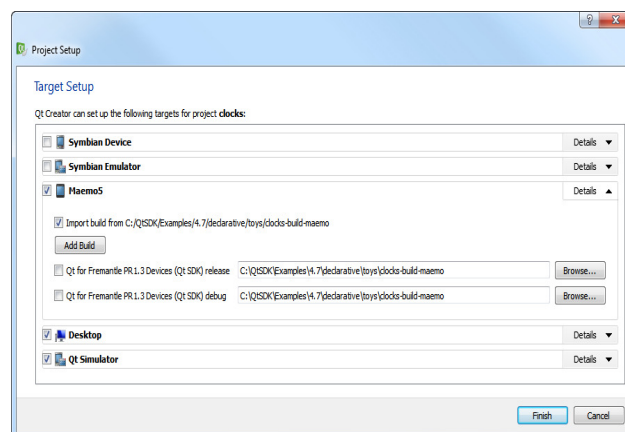 Project Setup
Target Setup
Qt Creator can set up the following targets for project clocks:
Symbian Device Details
Symbian Emulator Details
Maemo5 Details
Import build from C:/QtSDK/Examples/4.7/declarative/toys/clocks-build-maemo
Add Build
Qt for Fremantle PR1.3 Devices (Qt SDK) release C:\QtSDK\Examples\4.7\declarative\toys\clocks-build-maemo Browse...
Qt for Fremantle PR1.3 Devices (Qt SDK) debug C:\QtSDK\Examples\4.7\declarative\toys\clocks-build-maemo Browse...
Desktop Details
Qt Simulator Details
Finish Cancel